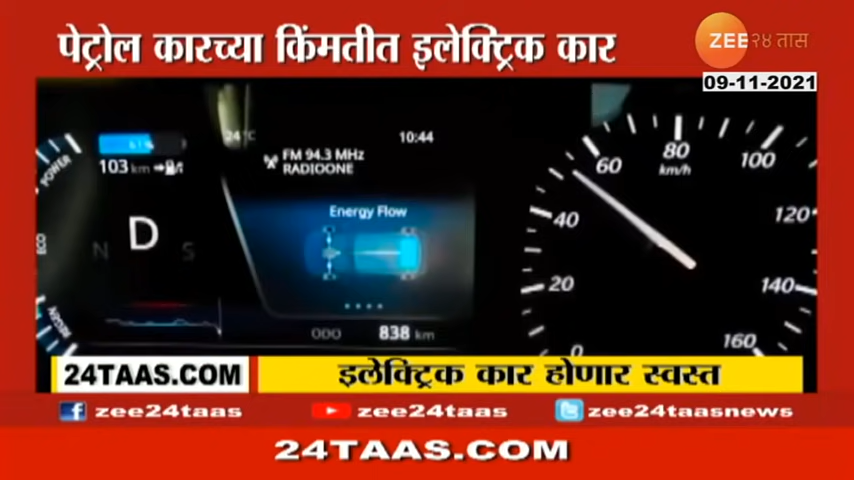 पेट्रोल कारच्या किंमतीत इलेक्ट्रिक कार
ZEE २४ तास
09-11-2021
24°C
10:44
61%
103 km
FM 94.3 MHz
RADIOONE
POWER
ECO
Energy Flow
N D S
ODO 838 km
0 20 40 60 80 100 120 140 160
km/h
24TAAS.COM
इलेक्ट्रिक कार होणार स्वस्त
zee24taas
zee24taas
zee24taasnews
24TAAS.COM